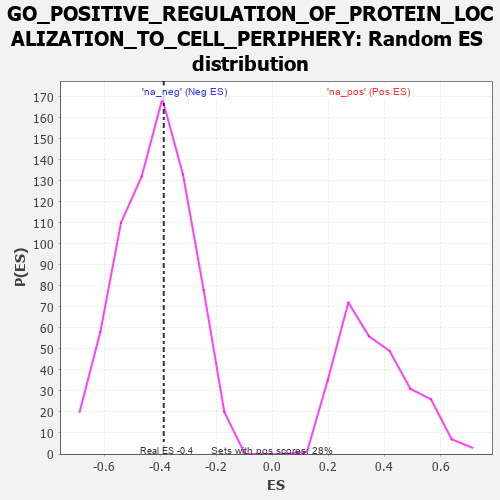 GO_POSITIVE_REGULATION_OF_PROTEIN_LOC
ALIZATION_TO_CELL_PERIPHERY: Random ES
distribution
'na_neg' (Neg ES)
'na_pos' (Pos ES)
170
160
150
140
130
120
110
100
90
80
70
60
50
40
30
20
10
0
P(ES)
Real ES -0.4
Sets with pos scores: 28%
-0.6
-0.4
-0.2
0.0
0.2
0.4
0.6
ES